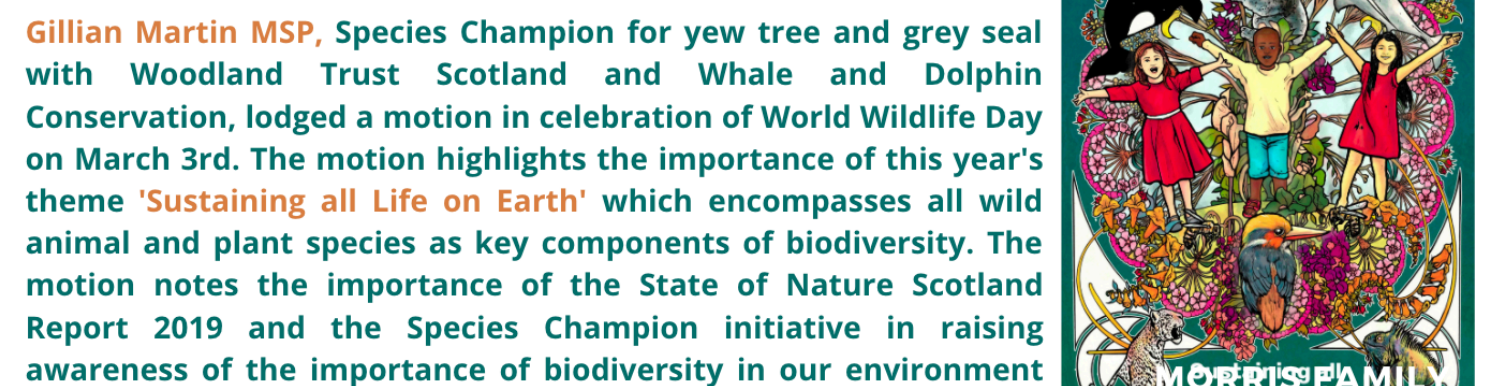 Gillian Martin MSP, Species Champion for yew tree and grey seal
with Woodland Trust Scotland and Whale and Dolphin
Conservation, lodged a motion in celebration of World Wildlife Day
on March 3rd. The motion highlights the importance of this year's
theme 'Sustaining all Life on Earth' which encompasses all wild
animal and plant species as key components of biodiversity. The
motion notes the importance of the State of Nature Scotland
Report 2019 and the Species Champion initiative in raising
awareness of the importance of biodiversity in our environment
Sustaining all
MORRIS FAMILY